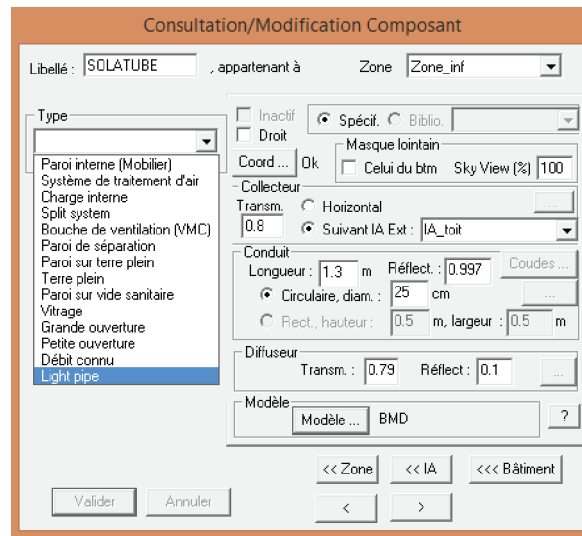 Consultation/Modification Composant
Libellé : SOLATUBE , appartenant à Zone Zone_inf
Type
Paroi interne (Mobilier)
Système de traitement d'air
Charge interne
Split system
Bouche de ventilation (VMC)
Paroi de séparation
Paroi sur terre plein
Terre plein
Paroi sur vide sanitaire
Vitrage
Grande ouverture
Petite ouverture
Débit connu
Light pipe
Inactif Spécif. Biblio.
Droit
Masque lointain
Coord ... Ok Celui du btm Sky View (%) 100
Collecteur
Transm. Horizontal ...
0.8 Suivant IA Ext : IA_toit
Conduit
Longueur : 1.3 m Réflect. : 0.997 Coudes ...
Circulaire, diam. : 25 cm ...
Rect., hauteur : 0.5 m, largeur : 0.5 m
Diffuseur
Transm. : 0.79 Réflect : 0.1 ...
Modèle
Modèle ... BMD ?
<< Zone << IA <<< Bâtiment
Valider Annuler < >